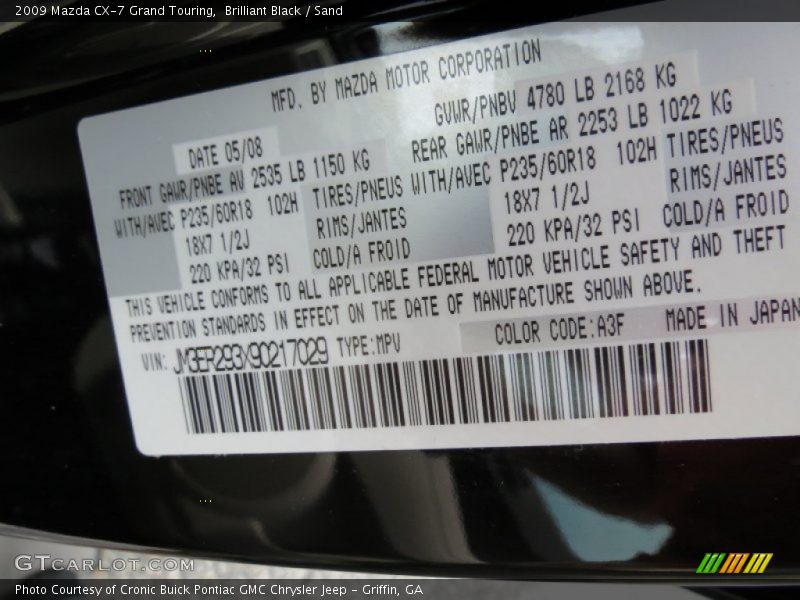 2009 Mazda CX-7 Grand Touring, Brilliant Black / Sand
MFD. BY MAZDA MOTOR CORPORATION
DATE 05/08
GVWR/PNBV 4780 LB 2168 KG
FRONT GAWR/PNBE AV 2535 LB 1150 KG
REAR GAWR/PNBE AR 2253 LB 1022 KG
WITH/AVEC P235/60R18 102H TIRES/PNEUS
WITH/AVEC P235/60R18 102H TIRES/PNEUS
18X7 1/2J RIMS/JANTES
18X7 1/2J RIMS/JANTES
220 KPA/32 PSI COLD/A FROID
220 KPA/32 PSI COLD/A FROID
THIS VEHICLE CONFORMS TO ALL APPLICABLE FEDERAL MOTOR VEHICLE SAFETY AND THEFT
PREVENTION STANDARDS IN EFFECT ON THE DATE OF MANUFACTURE SHOWN ABOVE.
COLOR CODE:A3F MADE IN JAPAN
VIN: JM3ER293X90217029 TYPE:MPV
GTCARLOT.COM
Photo Courtesy of Cronic Buick Pontiac GMC Chrysler Jeep - Griffin, GA